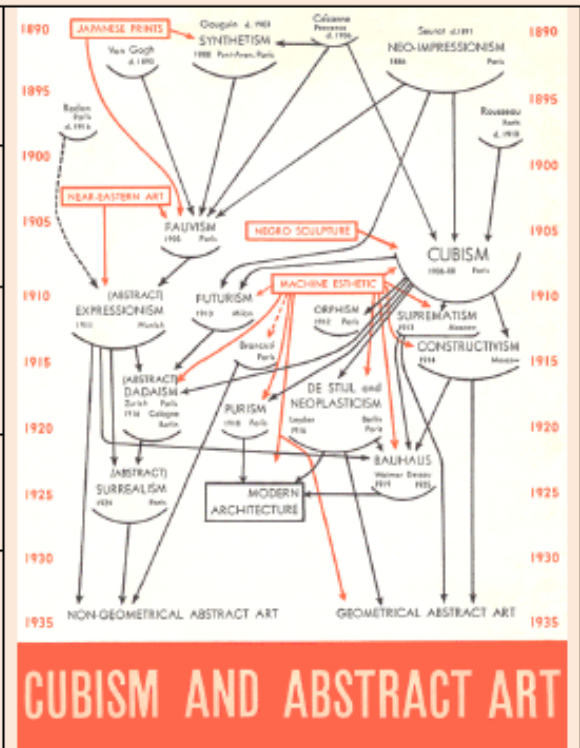 1890
JAPANESE PRINTS
Gauguin d. 1903
SYNTHETISM
1888 Pont-Aven, Paris
Van Gogh
d. 1890
Cézanne
Provence
d. 1906
Seurat d. 1891
NEO-IMPRESSIONISM
1886 Paris
1890
1895
Redon
Paris
d. 1916
1895
Rousseau
Paris
d. 1910
1900
1900
NEAR-EASTERN ART
1905
FAUVISM
1905 Paris
NEGRO SCULPTURE
1905
CUBISM
1906-08 Paris
MACHINE ESTHETIC
1910
(ABSTRACT)
EXPRESSIONISM
1911 Munich
FUTURISM
1910 Milan
ORPHISM
1912 Paris
SUPREMATISM
1913 Moscow
1910
Brancusi
Paris
CONSTRUCTIVISM
1914 Moscow
1915
(ABSTRACT)
DADAISM
Zurich Paris
1916 Cologne
Berlin
PURISM
1918 Paris
DE STIJL and
NEOPLASTICISM
Leyden Berlin
1916 Paris
1915
1920
BAUHAUS
Weimar Dessau
1919 1925
1920
(ABSTRACT)
SURREALISM
1924 Paris
1925
MODERN
ARCHITECTURE
1925
1930
1930
1935
NON-GEOMETRICAL ABSTRACT ART
GEOMETRICAL ABSTRACT ART
1935
CUBISM AND ABSTRACT ART